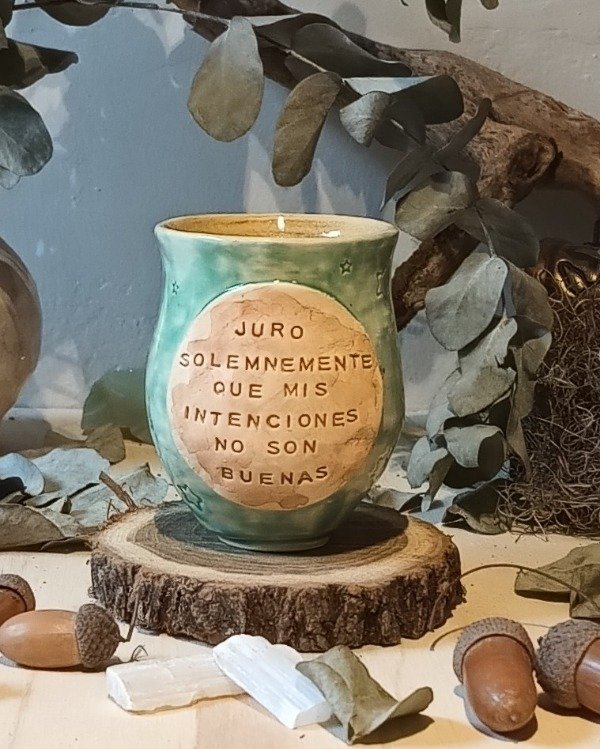 JURO
SOLEMNEMENTE
QUE MIS
INTENCIONES
NO SON
BUENAS